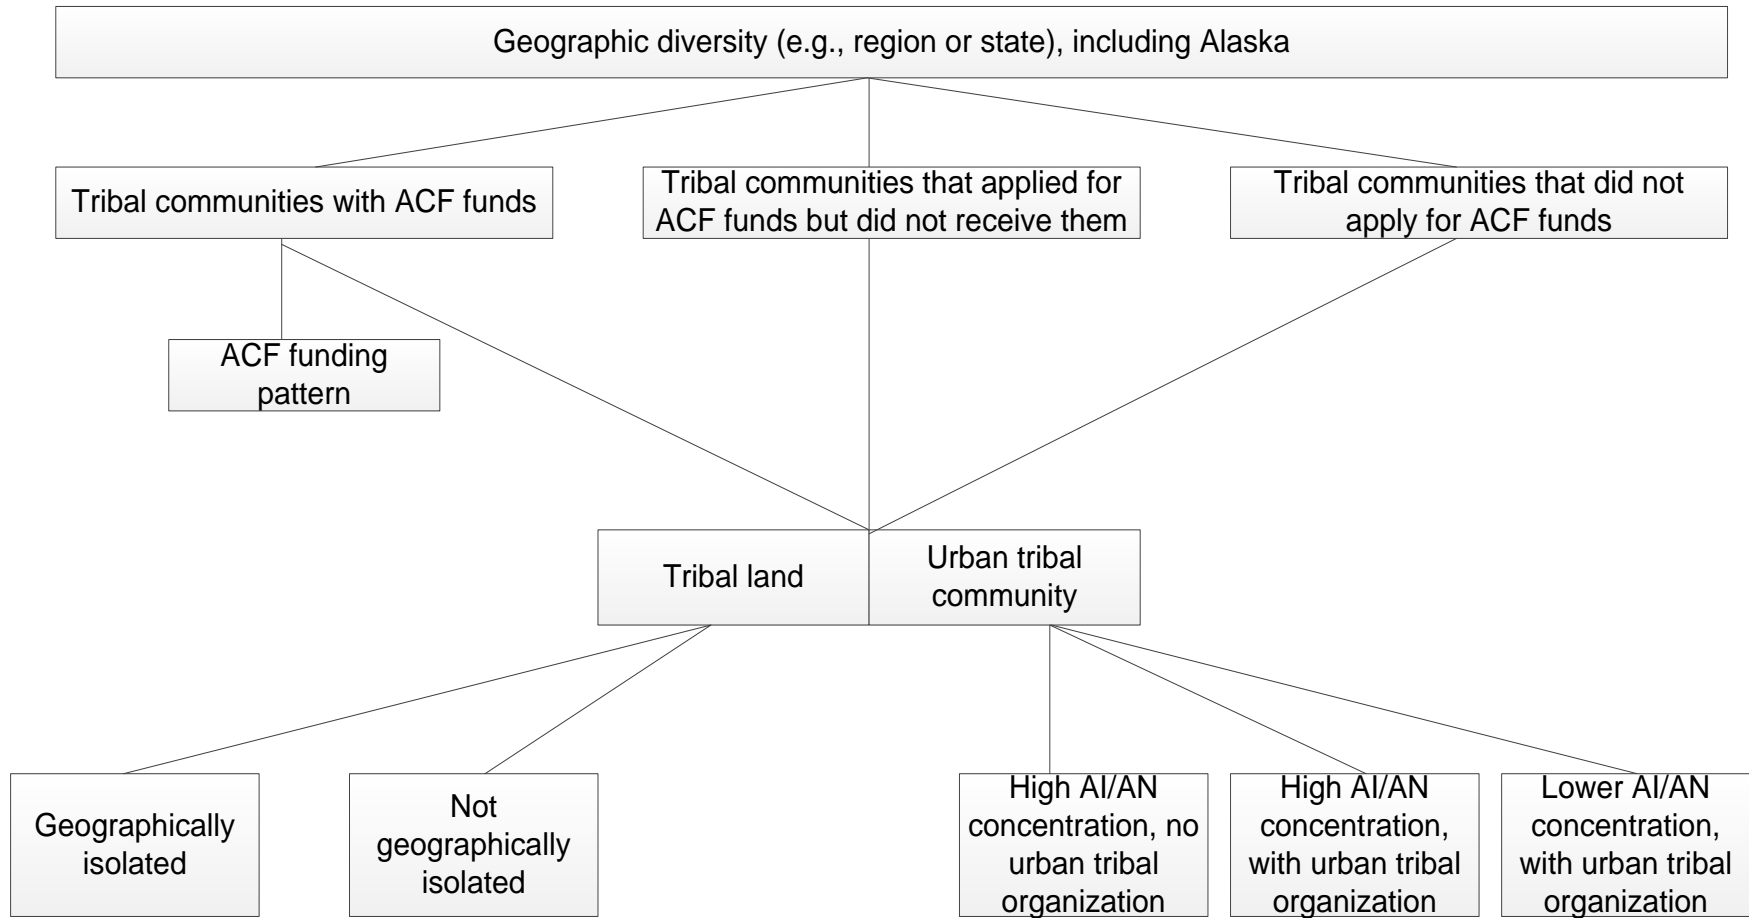 Geographic diversity (e.g., region or state), including Alaska
Tribal communities with ACF funds
Tribal communities that applied for
ACF funds but did not receive them
Tribal communities that did not
apply for ACF funds
ACF funding
pattern
Tribal land
Urban tribal
community
Geographically
isolated
Not
geographically
isolated
High AI/AN
concentration, no
urban tribal
organization
High AI/AN
concentration,
with urban tribal
organization
Lower AI/AN
concentration,
with urban tribal
organization